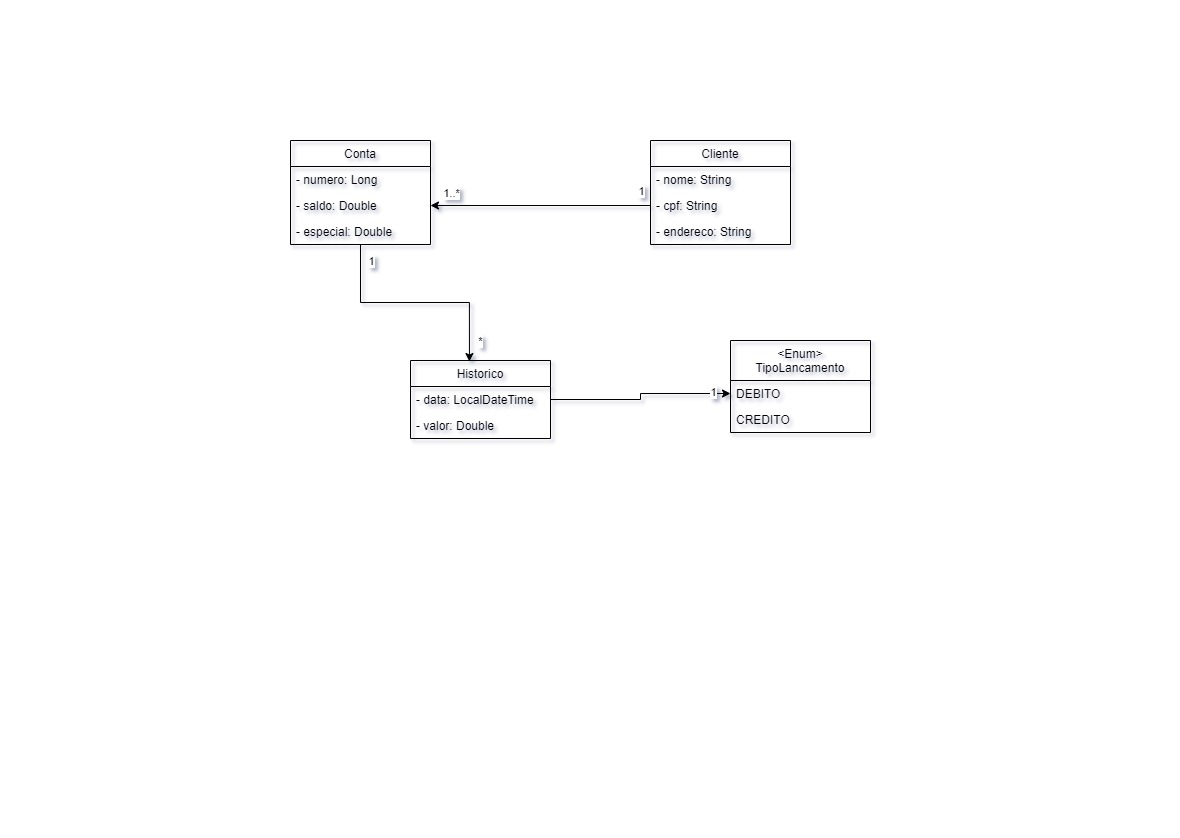 Conta
- numero: Long
- saldo: Double
- especial: Double
1..*
1
Cliente
- nome: String
- cpf: String
- endereco: String
1
*
Historico
- data: LocalDateTime
- valor: Double
1
<Enum>
TipoLancamento
DEBITO
CREDITO